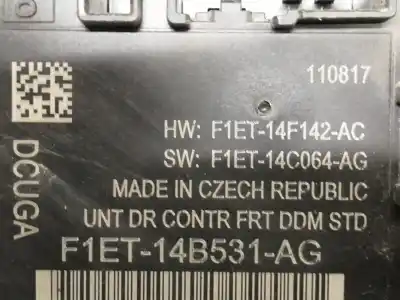 110817
HW: F1ET-14F142-AC
SW: F1ET-14C064-AG
MADE IN CZECH REPUBLIC
UNT DR CONTR FRT DDM STD
F1ET-14B531-AG
DCUGA